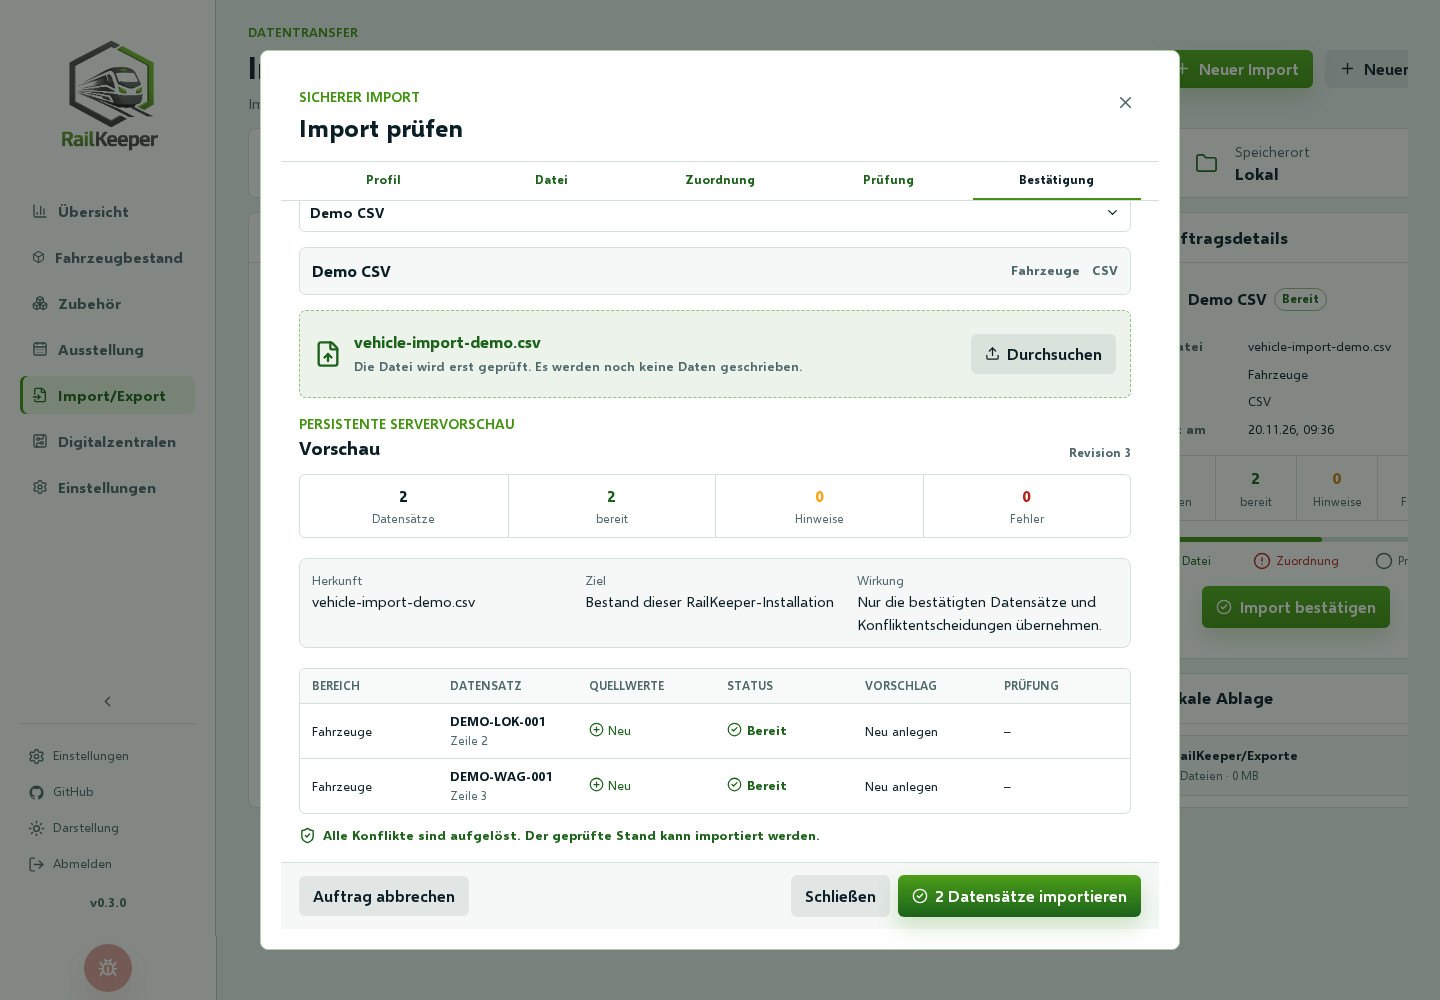 RailKeeper
Übersicht
Fahrzeugbestand
Zubehör
Ausstellung
Import/Export
Digitalzentralen
Einstellungen
Einstellungen
GitHub
Darstellung
Abmelden
v0.3.0
DATENTRANSFER
Neuer Import
Neuer
SICHERER IMPORT
Import prüfen
Profil
Datei
Zuordnung
Prüfung
Bestätigung
Demo CSV
Demo CSV
Fahrzeuge CSV
vehicle-import-demo.csv
Die Datei wird erst geprüft. Es werden noch keine Daten geschrieben.
Durchsuchen
PERSISTENTE SERVERVORSCHAU
Vorschau
Revision 3
2
Datensätze
2
bereit
0
Hinweise
0
Fehler
Herkunft
vehicle-import-demo.csv
Ziel
Bestand dieser RailKeeper-Installation
Wirkung
Nur die bestätigten Datensätze und
Konfliktentscheidungen übernehmen.
BEREICH DATENSATZ QUELLWERTE STATUS VORSCHLAG PRÜFUNG
Fahrzeuge DEMO-LOK-001 Neu Bereit Neu anlegen –
Zeile 2
Fahrzeuge DEMO-WAG-001 Neu Bereit Neu anlegen –
Zeile 3
Alle Konflikte sind aufgelöst. Der geprüfte Stand kann importiert werden.
Auftrag abbrechen
Schließen
2 Datensätze importieren
Speicherort
Lokal
ftragsdetails
Demo CSV Bereit
atei vehicle-import-demo.csv
Fahrzeuge
CSV
am 20.11.26, 09:36
en
2
bereit
0
Hinweise
F
Datei
Zuordnung
Pr
Import bestätigen
kale Ablage
ailKeeper/Exporte
Dateien · 0 MB